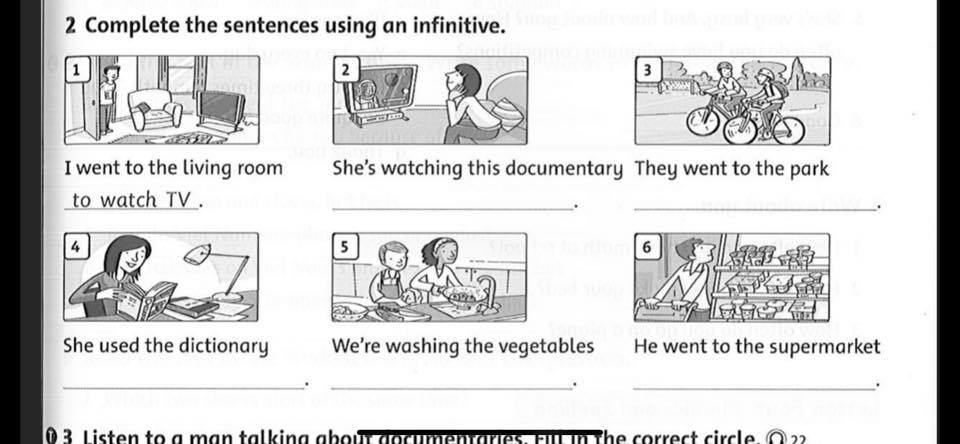 2 Complete the sentences using an infinitive.
1
2
3
I went to the living room
She's watching this documentary
They went to the park
to watch TV.
4
5
6
She used the dictionary
We're washing the vegetables
He went to the supermarket
3 Listen to a man talking about documentaries. Fill in the correct circle. 22